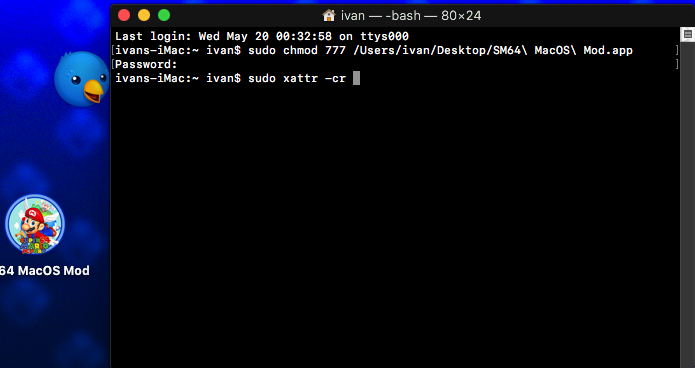 ivan — -bash — 80×24
Last login: Wed May 20 00:32:58 on ttys000
[ivans-iMac:~ ivan$ sudo chmod 777 /Users/ivan/Desktop/SM64\ MacOS\ Mod.app ]
[Password: ]
ivans-iMac:~ ivan$ sudo xattr -cr
64 MacOS Mod